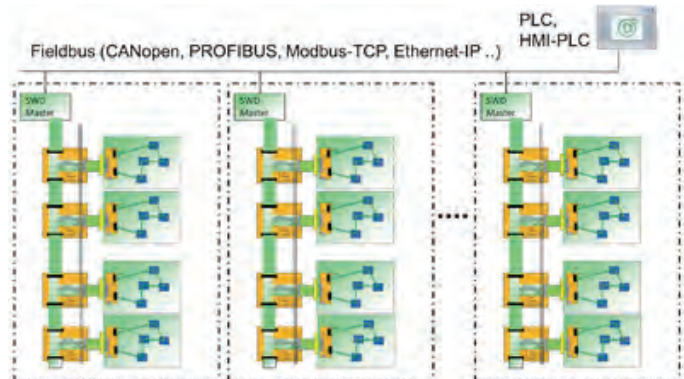 PLC,
HMI-PLC
Fieldbus (CANopen, PROFIBUS, Modbus-TCP, Ethernet-IP ..)
SWD
Master
SWD
Master
SWD
Master